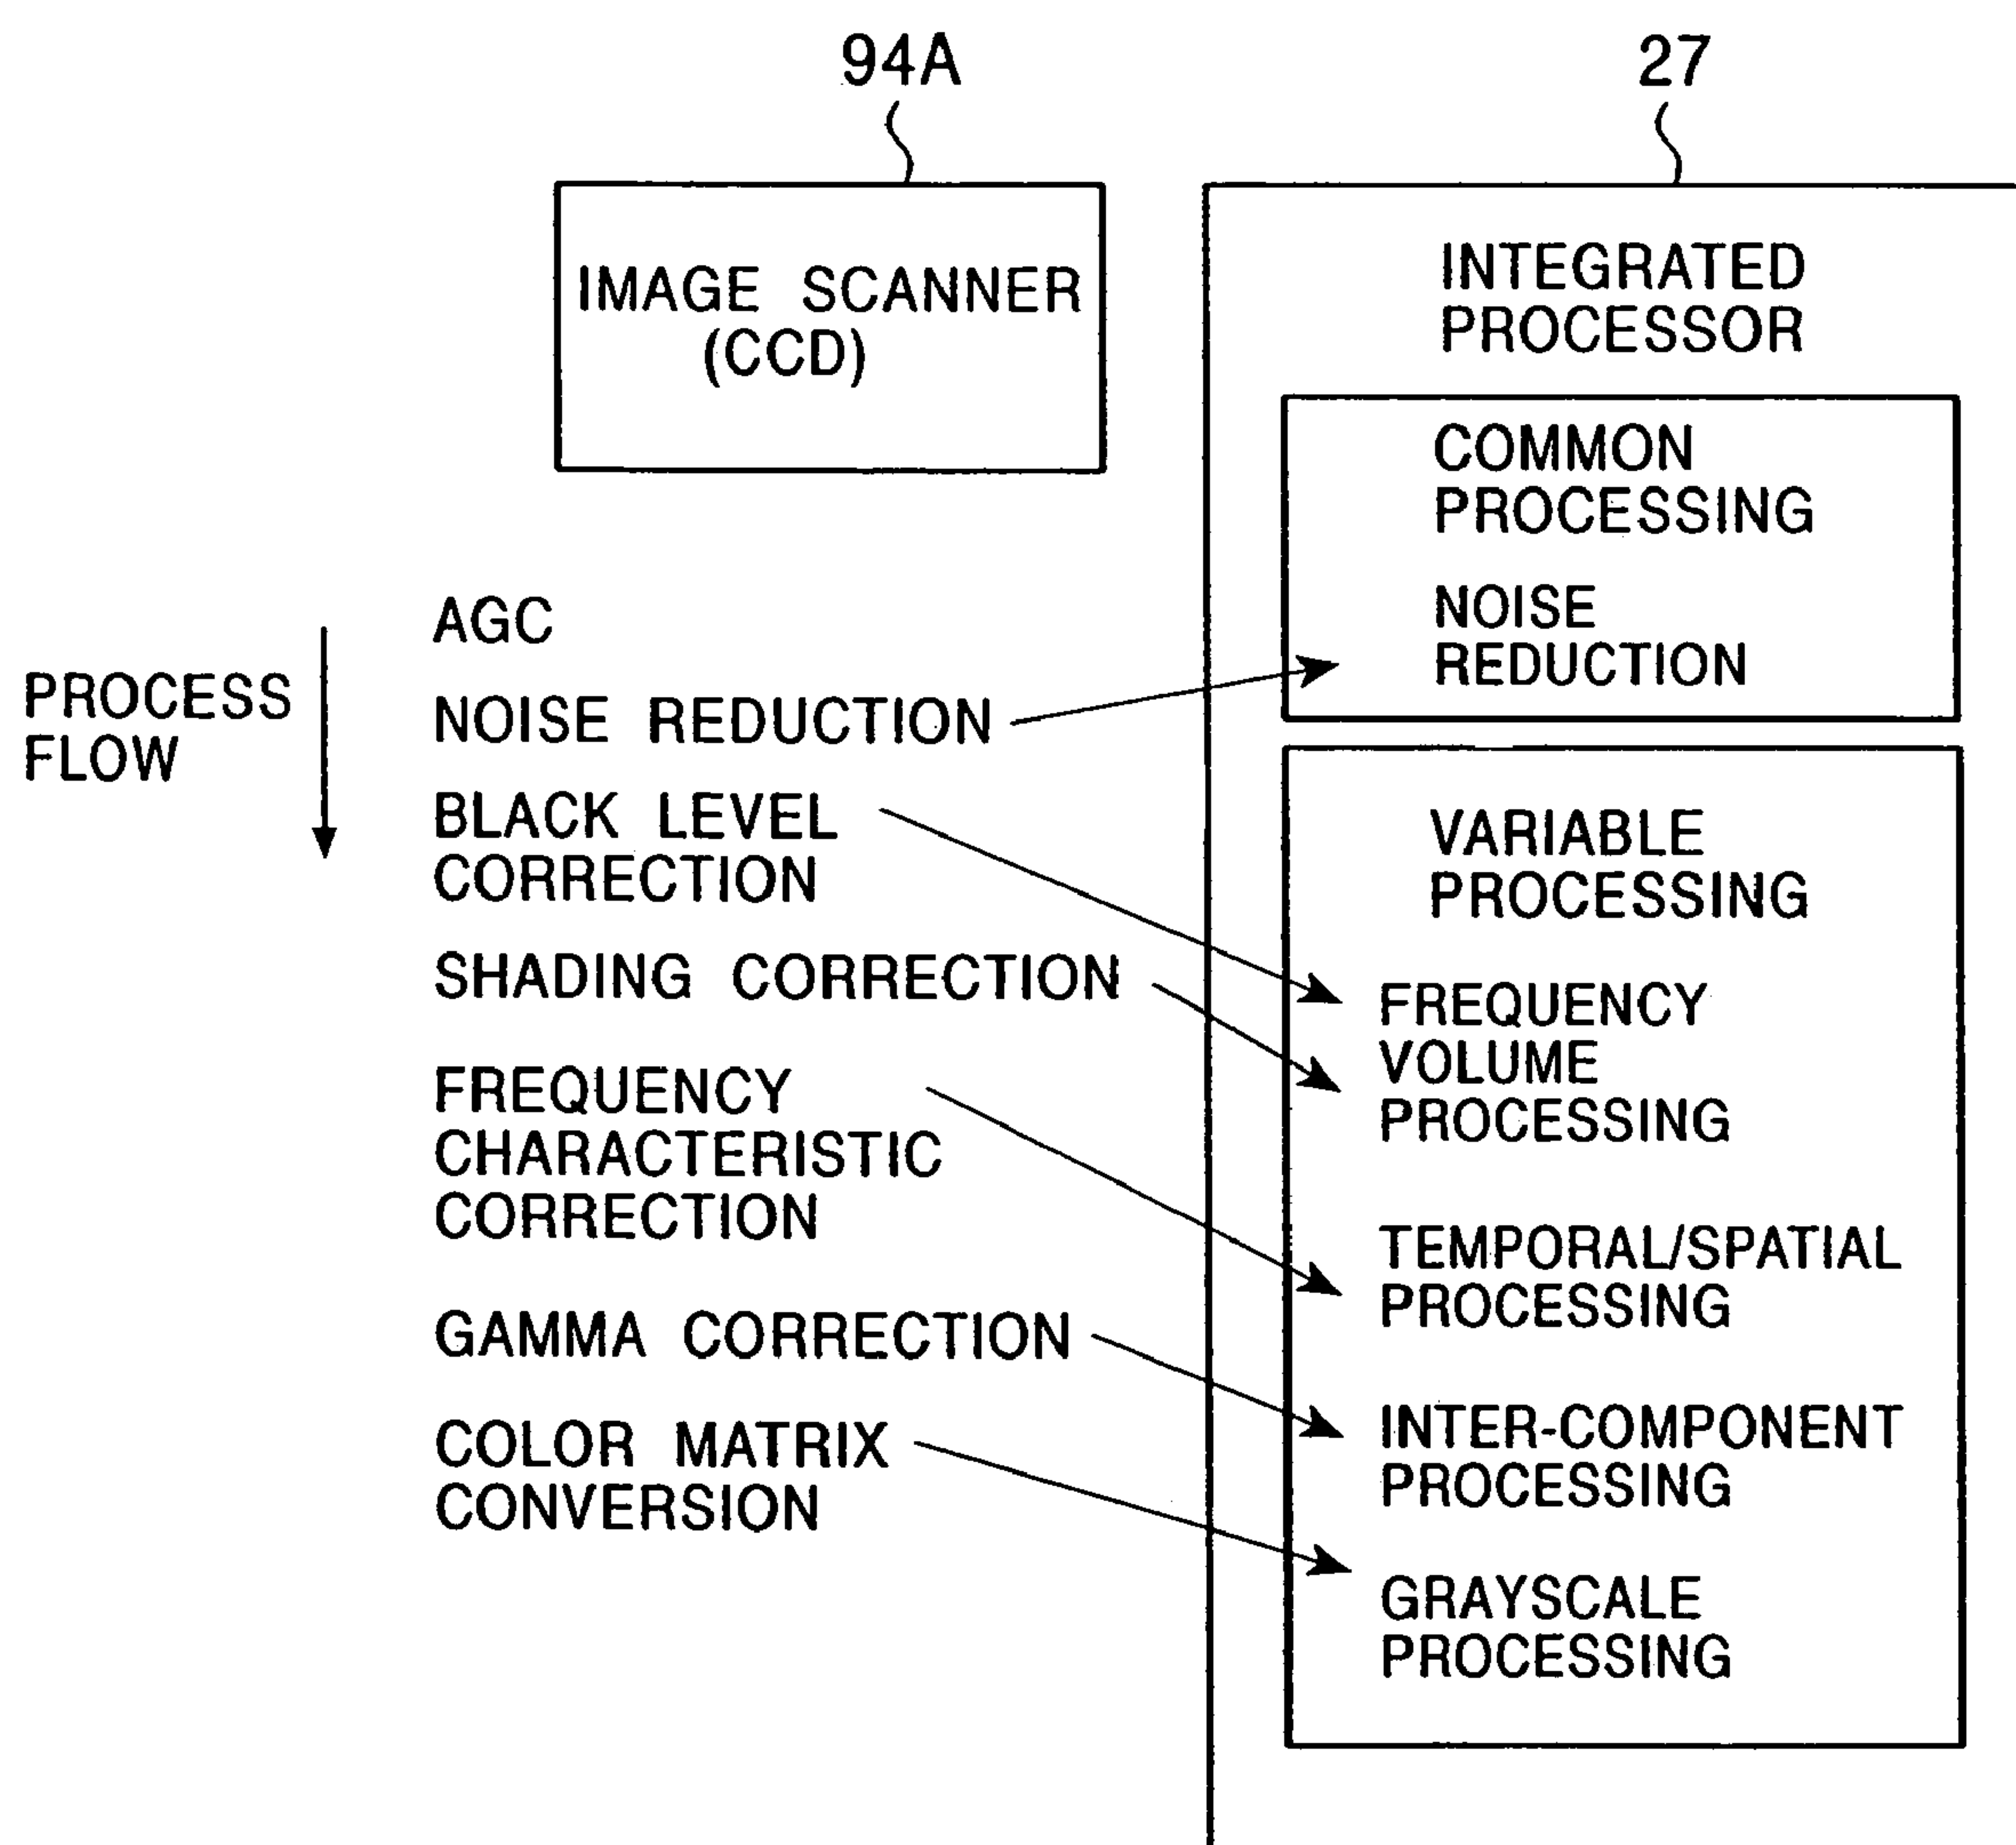 94A
27
IMAGE SCANNER
(CCD)
INTEGRATED
PROCESSOR
COMMON
PROCESSING
NOISE
REDUCTION
PROCESS
FLOW
AGC
NOISE REDUCTION
BLACK LEVEL
CORRECTION
SHADING CORRECTION
FREQUENCY
CHARACTERISTIC
CORRECTION
GAMMA CORRECTION
COLOR MATRIX
CONVERSION
VARIABLE
PROCESSING
FREQUENCY
VOLUME
PROCESSING
TEMPORAL/SPATIAL
PROCESSING
INTER-COMPONENT
PROCESSING
GRAYSCALE
PROCESSING